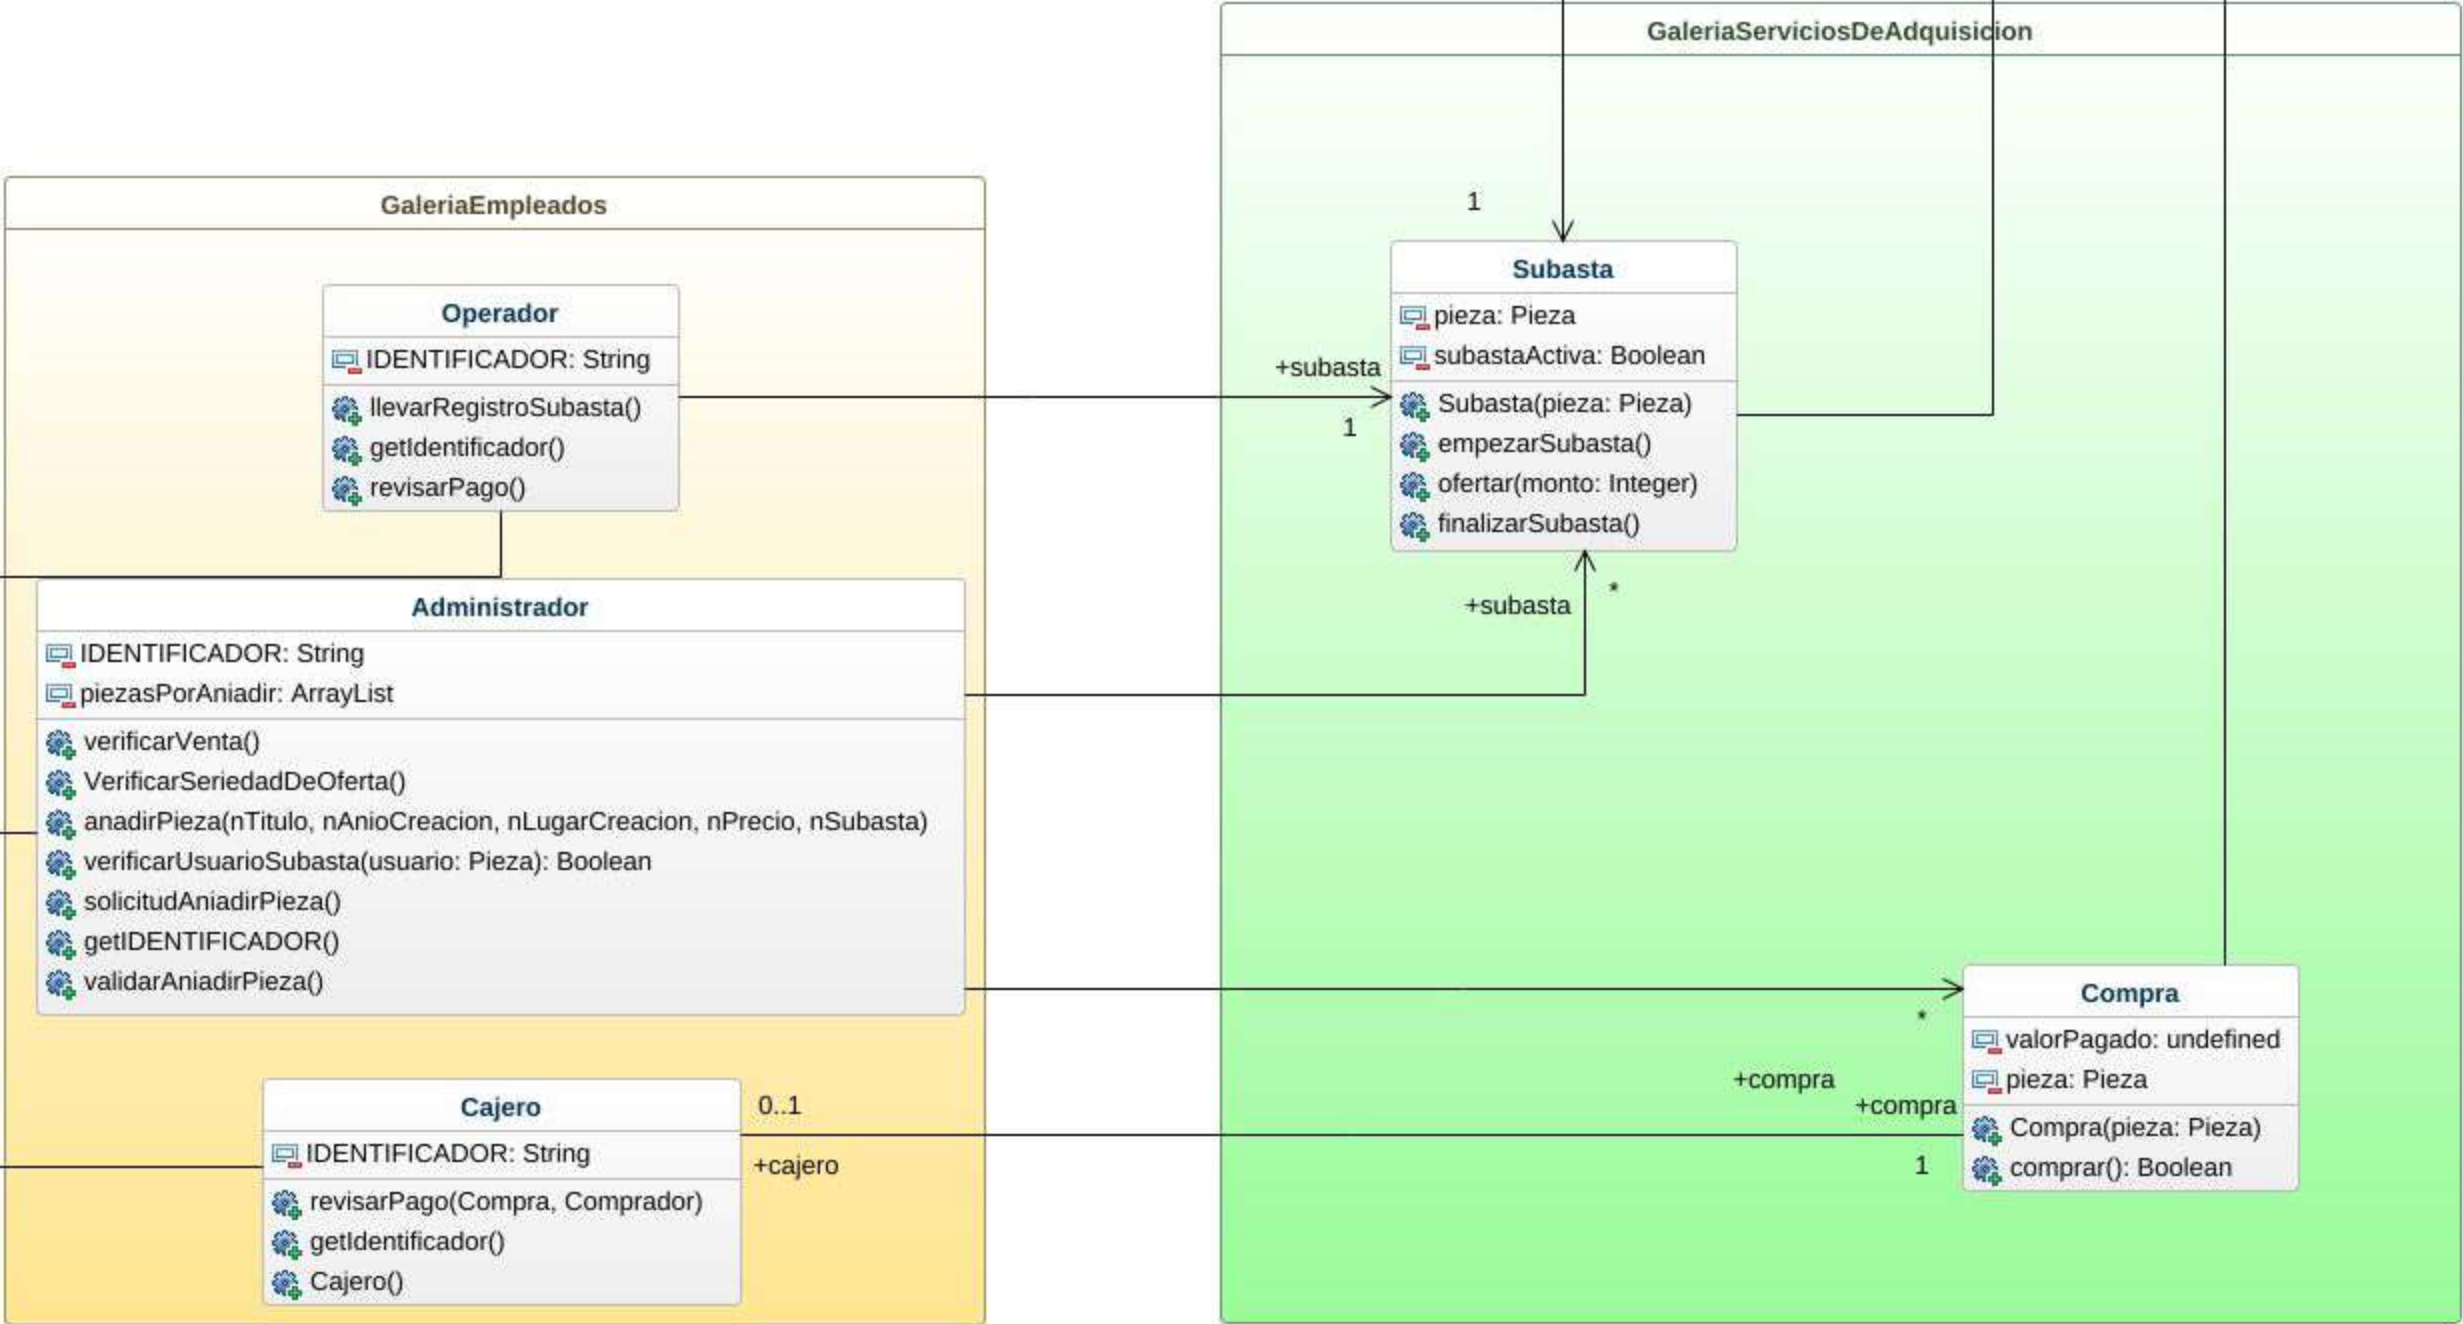 GaleriaEmpleados
Operador
IDENTIFICADOR: String
llevarRegistroSubasta()
getIdentificador()
revisarPago()
Administrador
IDENTIFICADOR: String
piezasPorAniadir: ArrayList
verificarVenta()
VerificarSeriedadDeOferta()
anadirPieza(nTitulo, nAnioCreacion, nLugarCreacion, nPrecio, nSubasta)
verificarUsuarioSubasta(usuario: Pieza): Boolean
solicitudAniadirPieza()
getIDENTIFICADOR()
validarAniadirPieza()
Cajero
IDENTIFICADOR: String
revisarPago(Compra, Comprador)
getIdentificador()
Cajero()
0..1
+cajero
GaleriaServiciosDeAdquisicion
1
Subasta
pieza: Pieza
subastaActiva: Boolean
Subasta(pieza: Pieza)
empezarSubasta()
ofertar(monto: Integer)
finalizarSubasta()
+subasta
1
+subasta
*
*
+compra
+compra
1
Compra
valorPagado: undefined
pieza: Pieza
Compra(pieza: Pieza)
comprar(): Boolean